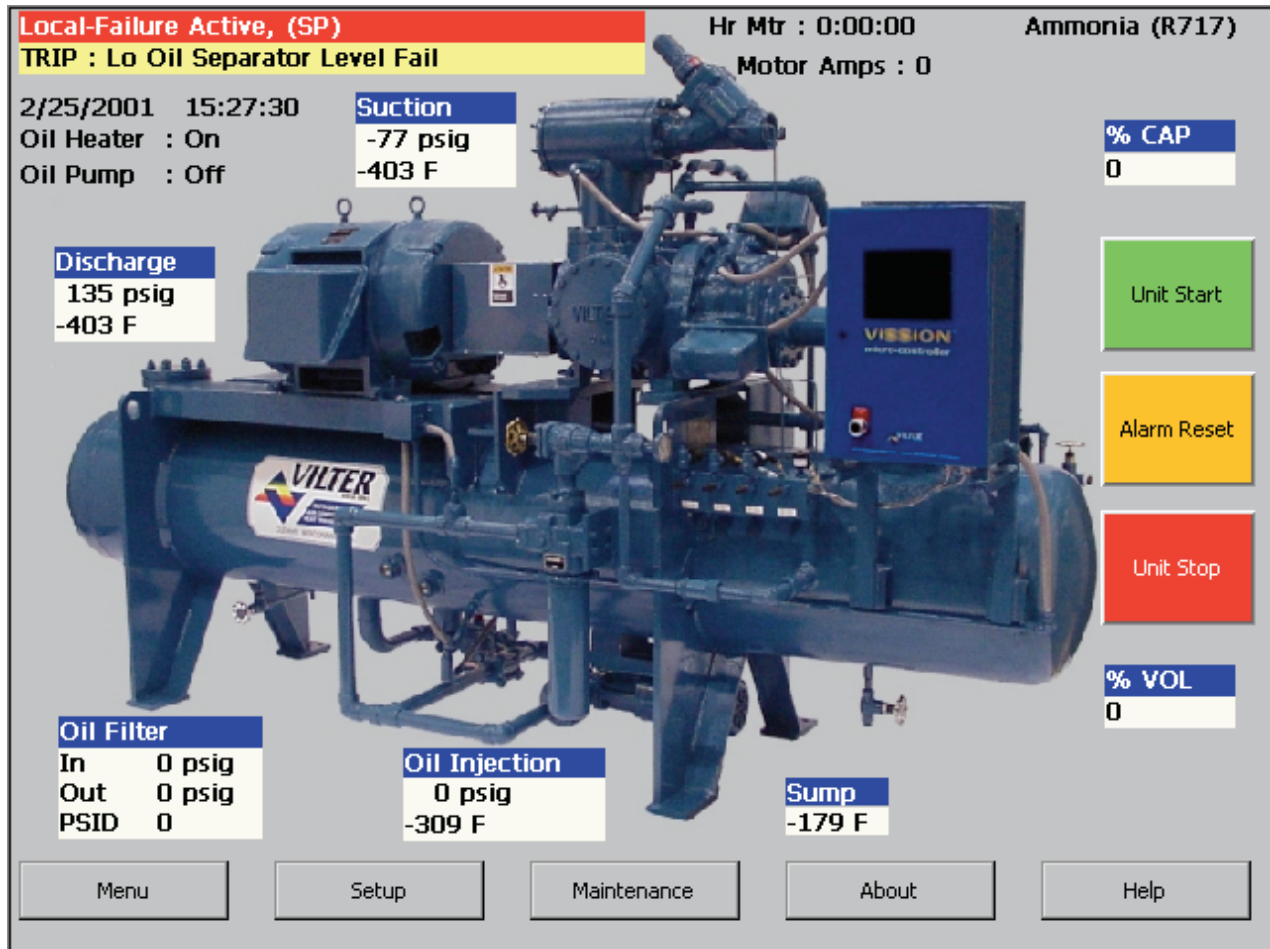 Local-Failure Active, (SP)
Hr Mtr : 0:00:00
Ammonia (R717)
TRIP : Lo Oil Separator Level Fail
Motor Amps : 0
2/25/2001 15:27:30
Oil Heater : On
Oil Pump : Off
Suction
-77 psig
-403 F
% CAP
0
Discharge
135 psig
-403 F
Unit Start
VILT
VISSION
micro-controller
Alarm Reset
VILTER
Unit Stop
% VOL
0
Oil Filter
In 0 psig
Out 0 psig
PSID 0
Oil Injection
0 psig
-309 F
Sump
-179 F
Menu
Setup
Maintenance
About
Help